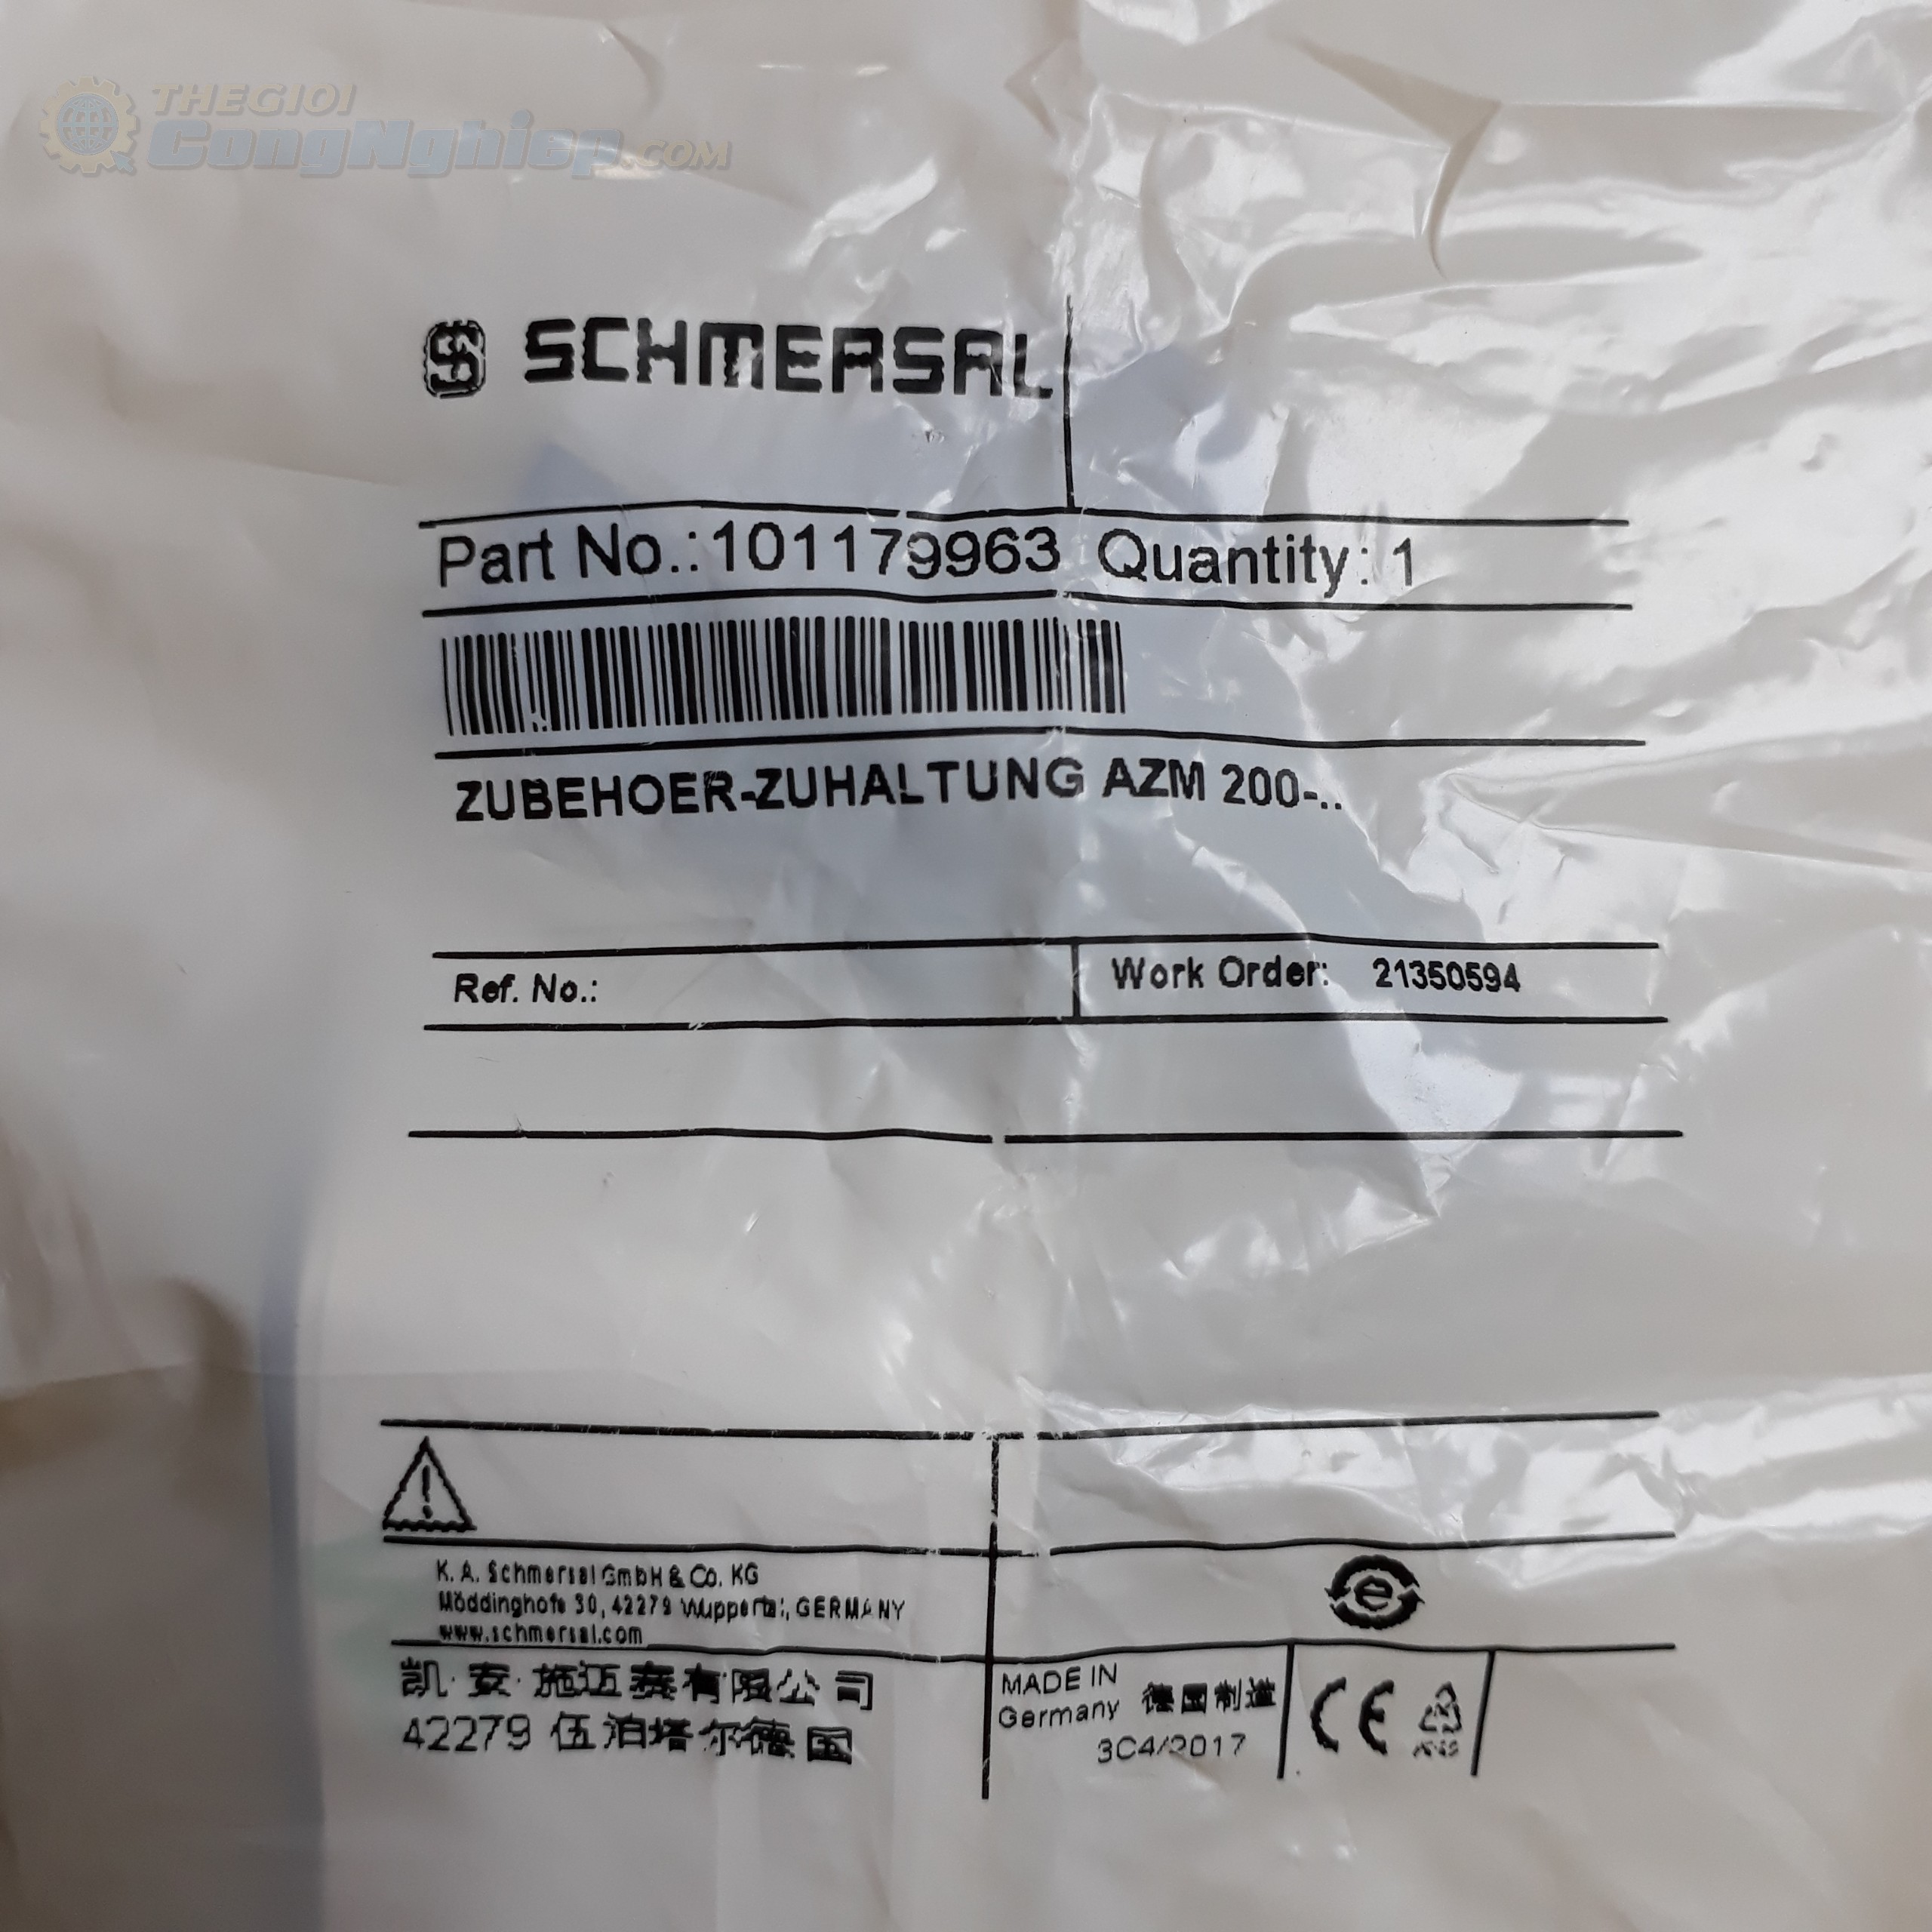 THEGIOI
CongNghiep.COM
SCHMERSAL
Part No.:101179963 Quantity: 1
ZUBEHOER-ZUHALTUNG AZM 200-..
Ref. No.:
Work Order: 21350594
K. A. Schmersal GmbH & Co. KG
Möddinghofe 30, 42279 Wuppertal, GERMANY
www.schmersal.com
凯·安·施迈赛有限公司
42279 伍泊塔尔德国
e
MADE IN
Germany
德国制造
3C4/2017
CE